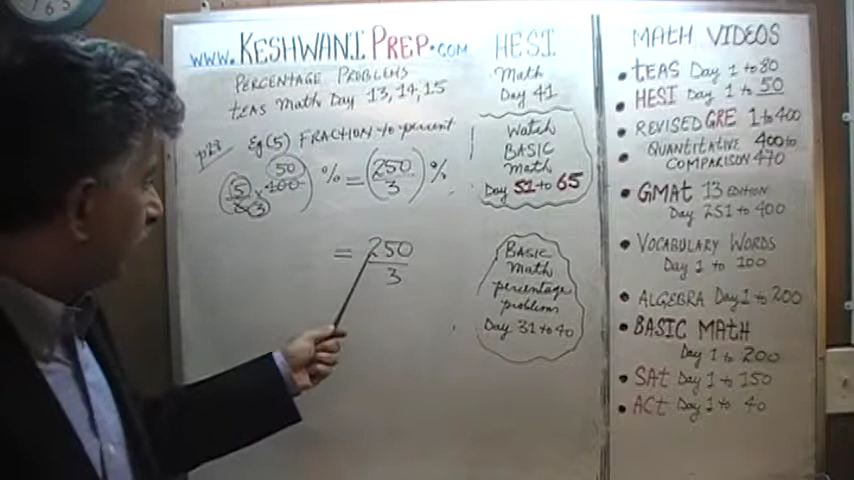 www.KESHWANIPREP.com
PERCENTAGE PROBLEMS
tEAS Math Day 13, 14, 15
p23 Eg (5) FRACTION to percent
(5/6 3 × 50 100) % = (250/3) %
= 250/3
HESI
Math
Day 41
Watch
BASIC
Math
Day 51 to 65
BASIC
Math
percentage
problems
Day 31 to 40
MATH VIDEOS
• tEAS Day 1 to 80
• HESI Day 1 to 50
• REVISED GRE 1 to 400
• QUANTITATIVE 400 to
COMPARISON 470
• GMAT 13 EDITION
Day 251 to 400
• VOCABULARY WORDS
Day 1 to 100
• ALGEBRA Day 1 to 200
• BASIC MATH
Day 1 to 200
• SAt Day 1 to 150
• ACt Day 1 to 40